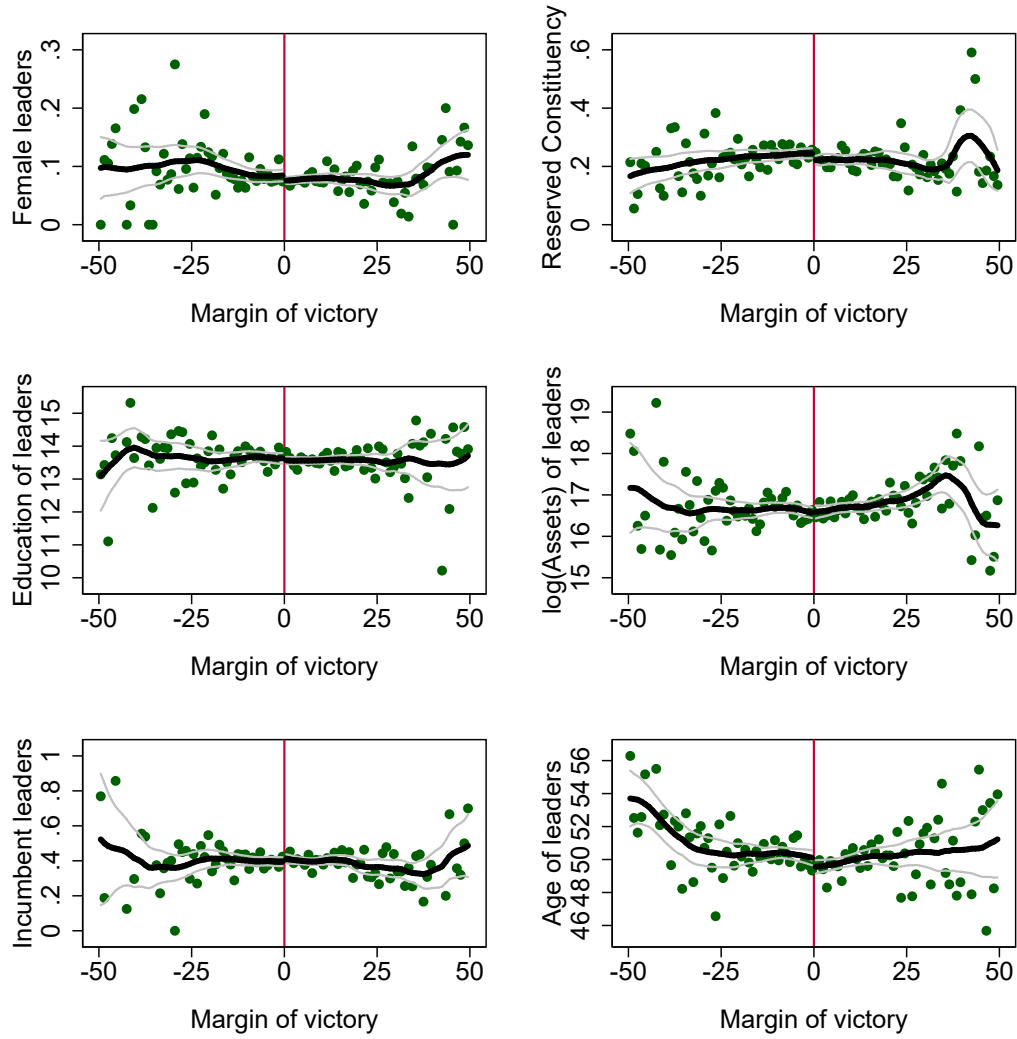 Female leaders
0 .1 .2 .3
-50 -25 0 25 50
Margin of victory
Reserved Constituency
0 .2 .4 .6
-50 -25 0 25 50
Margin of victory
Education of leaders
10 11 12 13 14 15
-50 -25 0 25 50
Margin of victory
log(Assets) of leaders
15 16 17 18 19
-50 -25 0 25 50
Margin of victory
Incumbent leaders
0 .2 .4 .6 .8 1
-50 -25 0 25 50
Margin of victory
Age of leaders
46 48 50 52 54 56
-50 -25 0 25 50
Margin of victory